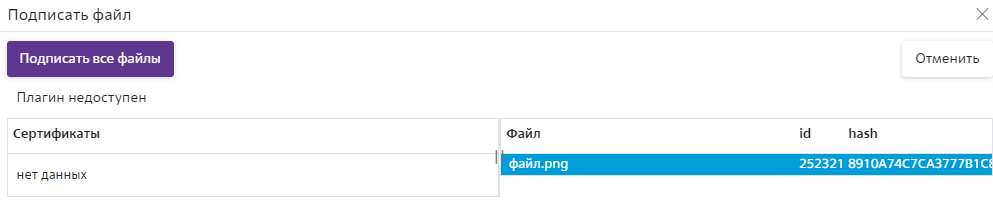 Подписать файл
Подписать все файлы
Отменить
Плагин недоступен
Сертификаты
Файл id hash
нет данных
файл.png 252321 8910A74C7CA3777B1C8